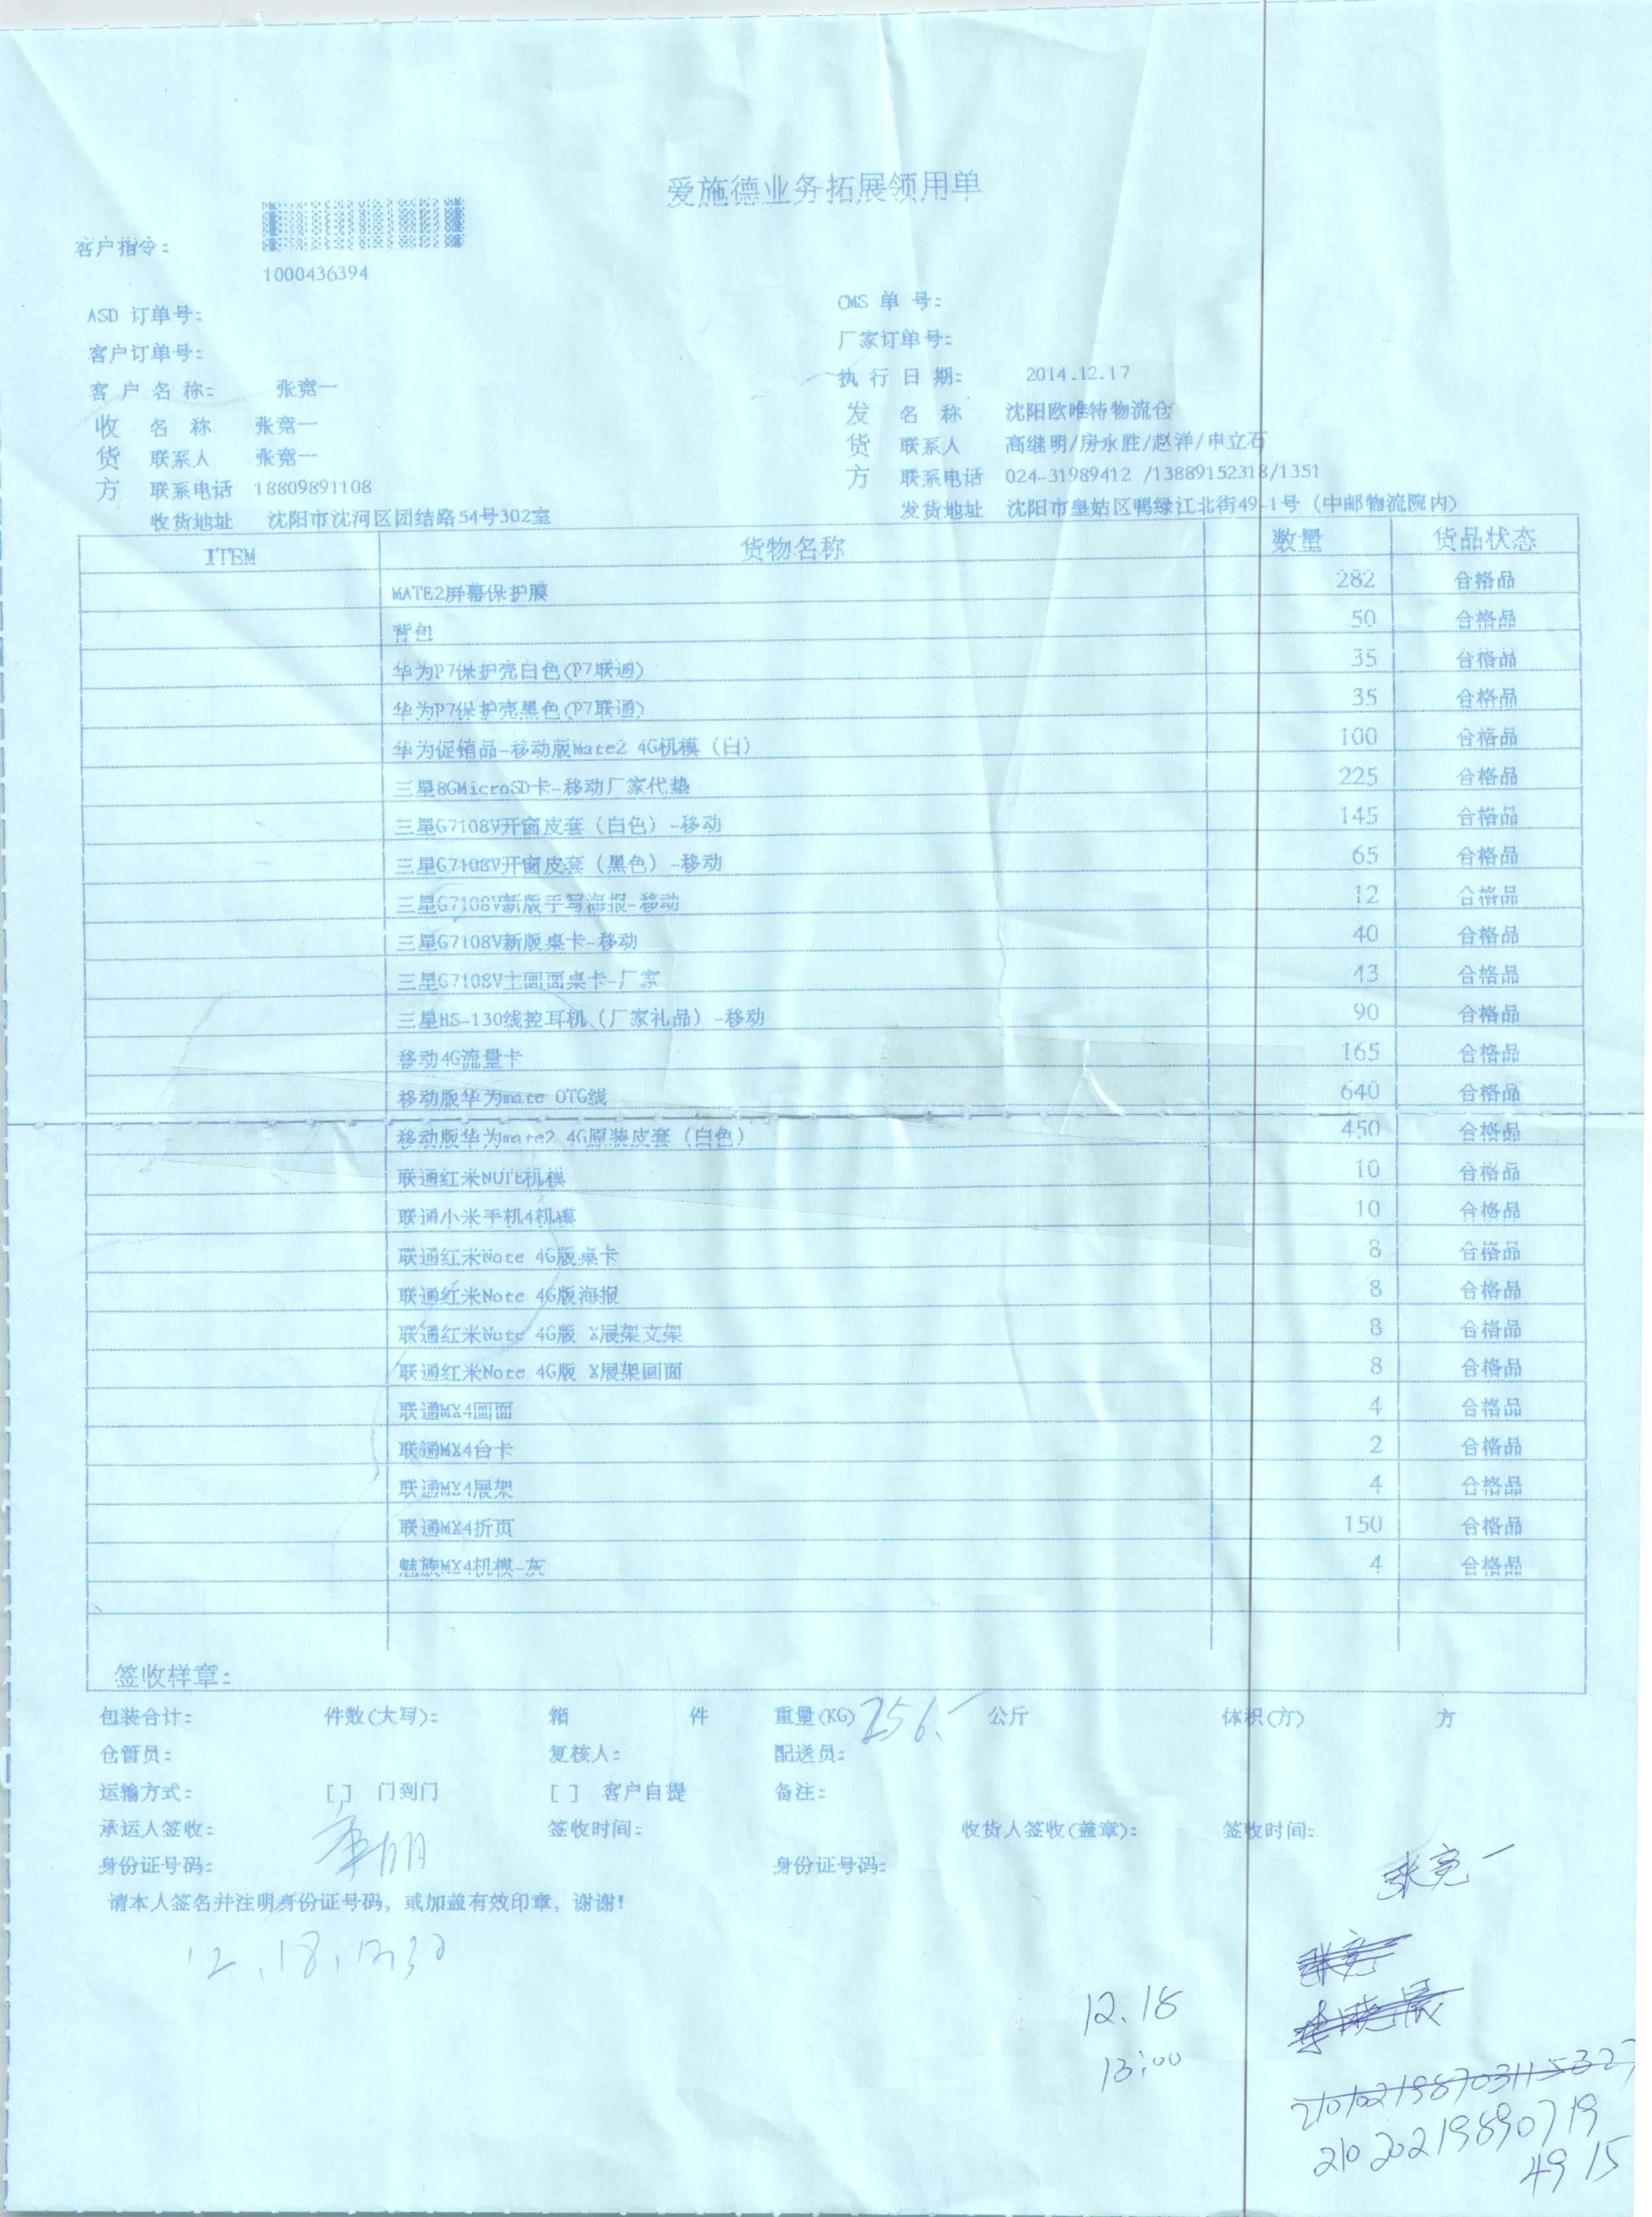 爱施德业务拓展领用单
客户指令:
1000436394
ASD 订单号:
CMS 单 号:
客户订单号:
厂家订单号:
客 户 名 称: 张亮一
执 行 日 期: 2014.12.17
收 名 称 张亮一
发 名 称 沈阳欧唯特物流仓
货 联系人 张亮一
货 联系人 高继明/房永胜/赵洋/申立石
方 联系电话 18809891108
方 联系电话 024-31989412 /13889152318/1351
收货地址 沈阳市沈河区团结路54号302室
发货地址 沈阳市皇姑区鸭绿江北街49-1号（中邮物流院内）
ITEM 货物名称 数量 货品状态
MATE2屏幕保护膜 282 合格品
背包 50 合格品
华为P7保护壳白色(P7联通) 35 合格品
华为P7保护壳黑色(P7联通) 35 合格品
华为促销品-移动版Mate2 4G机模（白） 100 合格品
三星8GMicroSD卡-移动厂家代垫 225 合格品
三星G7108V开窗皮套（白色）-移动 145 合格品
三星G7108V开窗皮套（黑色）-移动 65 合格品
三星G7108V新版手写海报-移动 12 合格品
三星G7108V新版桌卡-移动 40 合格品
三星G7108V主画面桌卡-厂家 43 合格品
三星HS-130线控耳机（厂家礼品）-移动 90 合格品
移动4G流量卡 165 合格品
移动版华为mate OTG线 640 合格品
移动版华为mate2 4G原装皮套（白色） 450 合格品
联通红米NOTE机模 10 合格品
联通小米手机4机模 10 合格品
联通红米Note 4G版桌卡 8 合格品
联通红米Note 4G版海报 8 合格品
联通红米Note 4G版 X展架支架 8 合格品
联通红米Note 4G版 X展架画面 8 合格品
联通MX4画面 4 合格品
联通MX4台卡 2 合格品
联通MX4展架 4 合格品
联通MX4折页 150 合格品
魅族MX4机模-灰 4 合格品
签收样章:
包装合计: 件数(大写): 箱 件 重量(KG) 256.- 公斤 体积(方) 方
仓管员: 复核人: 配送员:
运输方式: [ ] 门到门 [ ] 客户自提 备注:
承运人签收: 签收时间: 收货人签收(盖章): 签收时间:
身份证号码: 身份证号码:
张亮一
请本人签名并注明身份证号码, 或加盖有效印章, 谢谢!
12.18.12:30
张亮
12.18
李晓晨
13:00
21010219870311532
21020219890719
4915